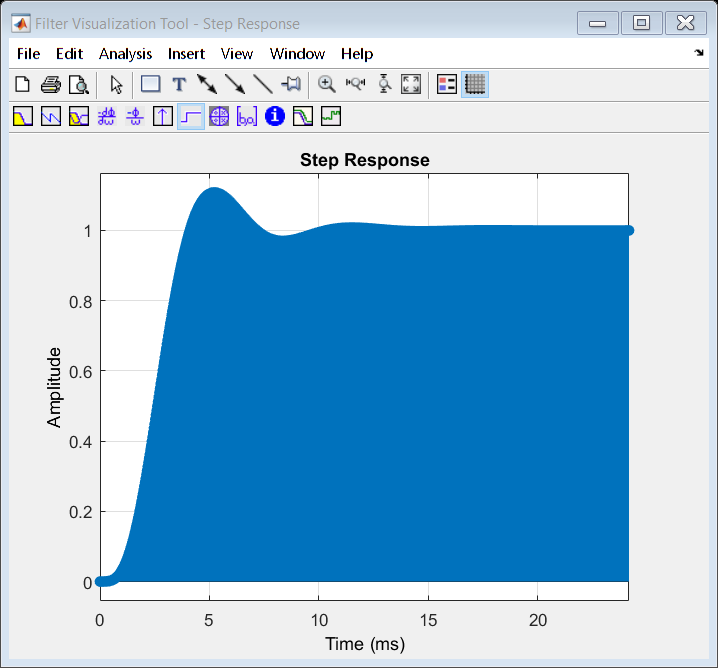 Filter Visualization Tool - Step Response
File Edit Analysis Insert View Window Help
T
[b,a] i
Step Response
1
0.8
0.6
0.4
0.2
0
Amplitude
0 5 10 15 20
Time (ms)